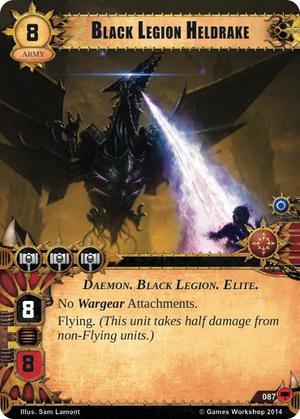 BLACK LEGION HELDRAKE
8
ARMY
DAEMON. BLACK LEGION. ELITE.
8
No Wargear Attachments.
Flying. (This unit takes half damage from
non-Flying units.)
8
087
Illus. Sam Lamont
© Games Workshop 2014